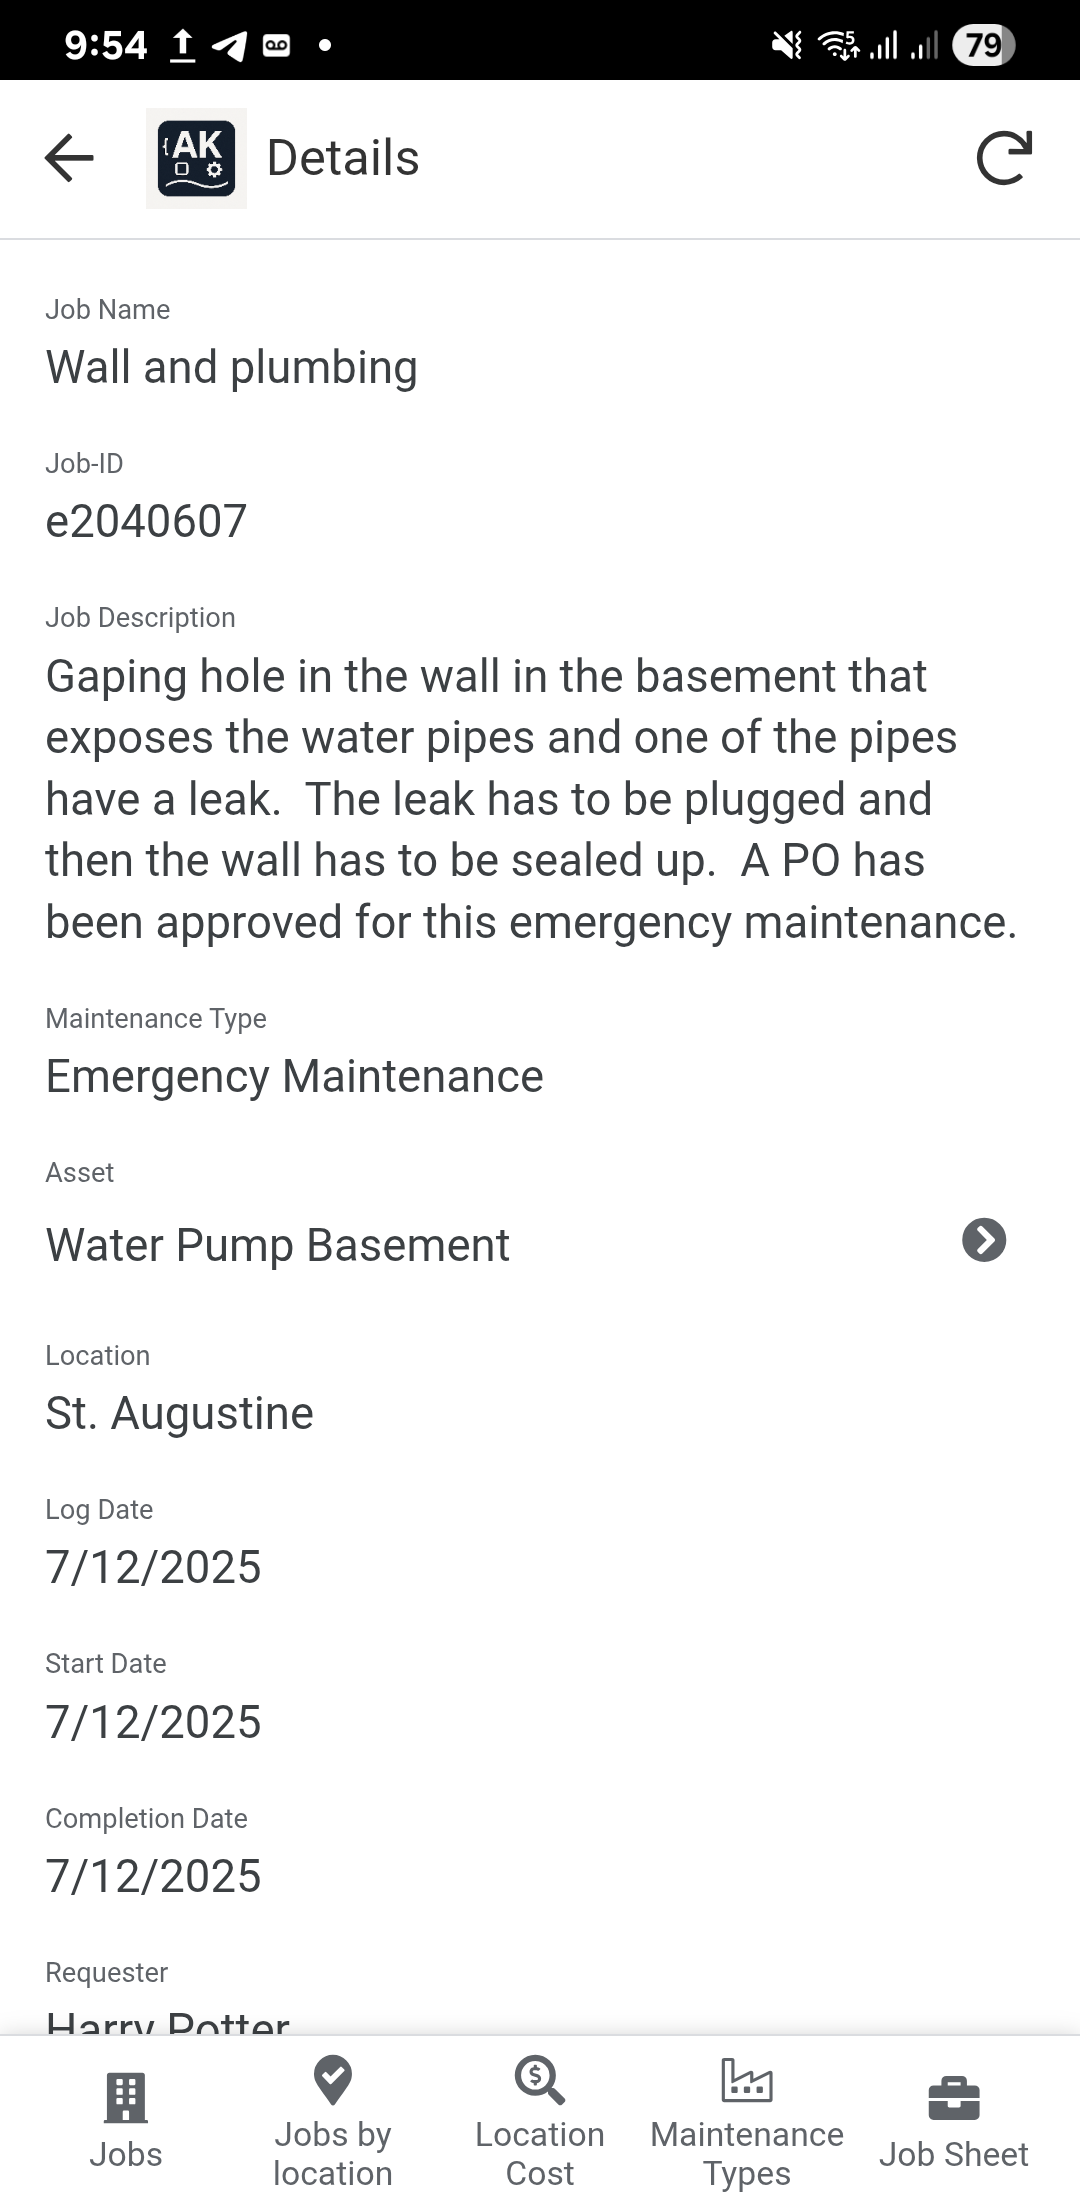 9:54
5
79
AK
Details
Job Name
Wall and plumbing
Job-ID
e2040607
Job Description
Gaping hole in the wall in the basement that
exposes the water pipes and one of the pipes
have a leak.  The leak has to be plugged and
then the wall has to be sealed up.  A PO has
been approved for this emergency maintenance.
Maintenance Type
Emergency Maintenance
Asset
Water Pump Basement
Location
St. Augustine
Log Date
7/12/2025
Start Date
7/12/2025
Completion Date
7/12/2025
Requester
Harry Potter
Jobs
Jobs by
location
$
Location
Cost
Maintenance
Types
Job Sheet